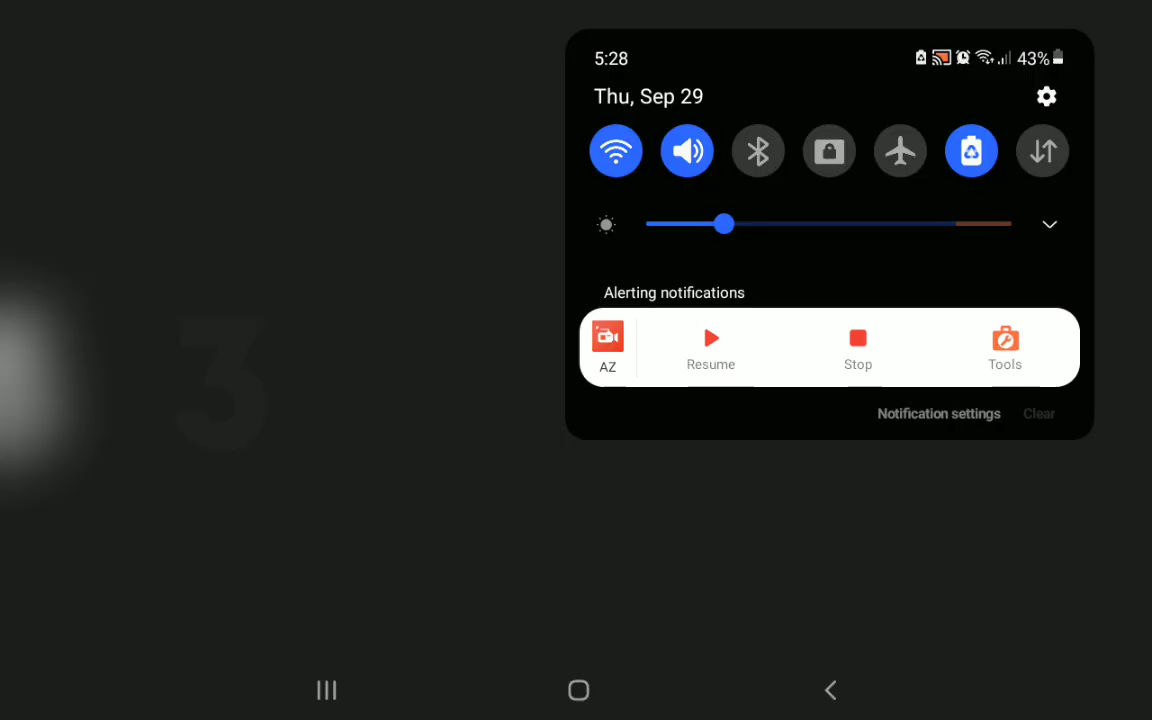 5:28 43%
Thu, Sep 29
Alerting notifications
AZ Resume Stop Tools
Notification settings Clear
3